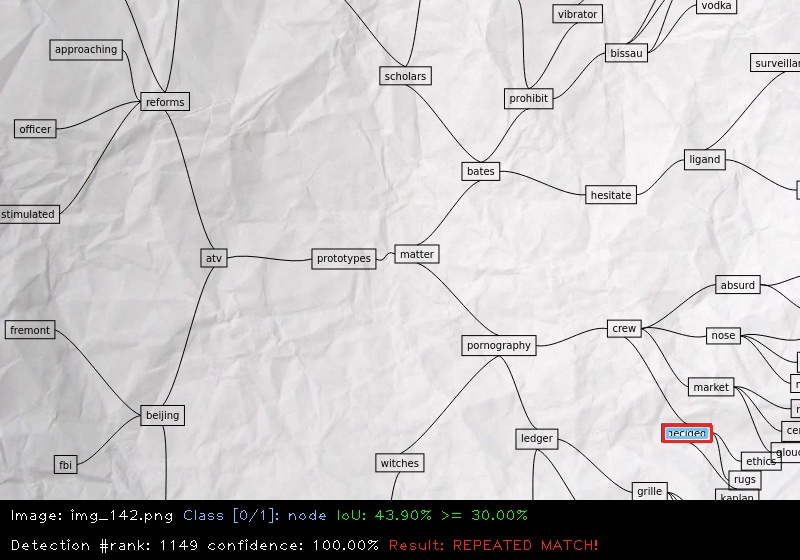 vibrator
vodka
approaching
bissau
surveillan
scholars
prohibit
reforms
officer
ligand
bates
hesitate
stimulated
atv
prototypes
matter
absurd
fremont
crew
nose
pornography
market
beijing
decided
ledger
cer
glouc
fbi
witches
ethics
rugs
grille
kaplan
Image: img_142.png Class [0/1]: node IoU: 43.90% >= 30.00%
Detection #rank: 1149 confidence: 100.00% Result: REPEATED MATCH!